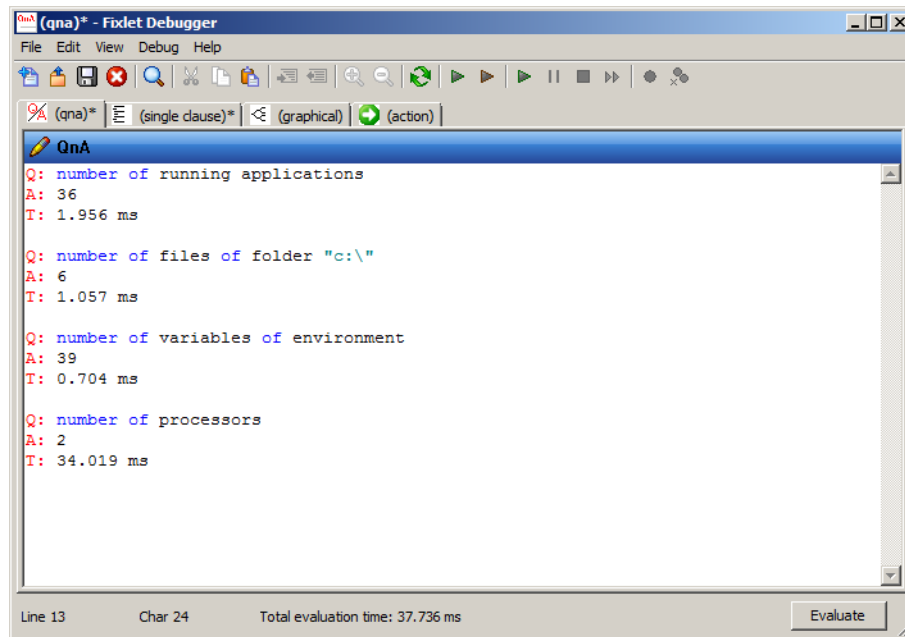 QnA (qna)* - Fixlet Debugger
File Edit View Debug Help
(qna)* (single clause)* (graphical) (action)
QnA
Q: number of running applications
A: 36
T: 1.956 ms
Q: number of files of folder "c:\"
A: 6
T: 1.057 ms
Q: number of variables of environment
A: 39
T: 0.704 ms
Q: number of processors
A: 2
T: 34.019 ms
Line 13 Char 24 Total evaluation time: 37.736 ms Evaluate